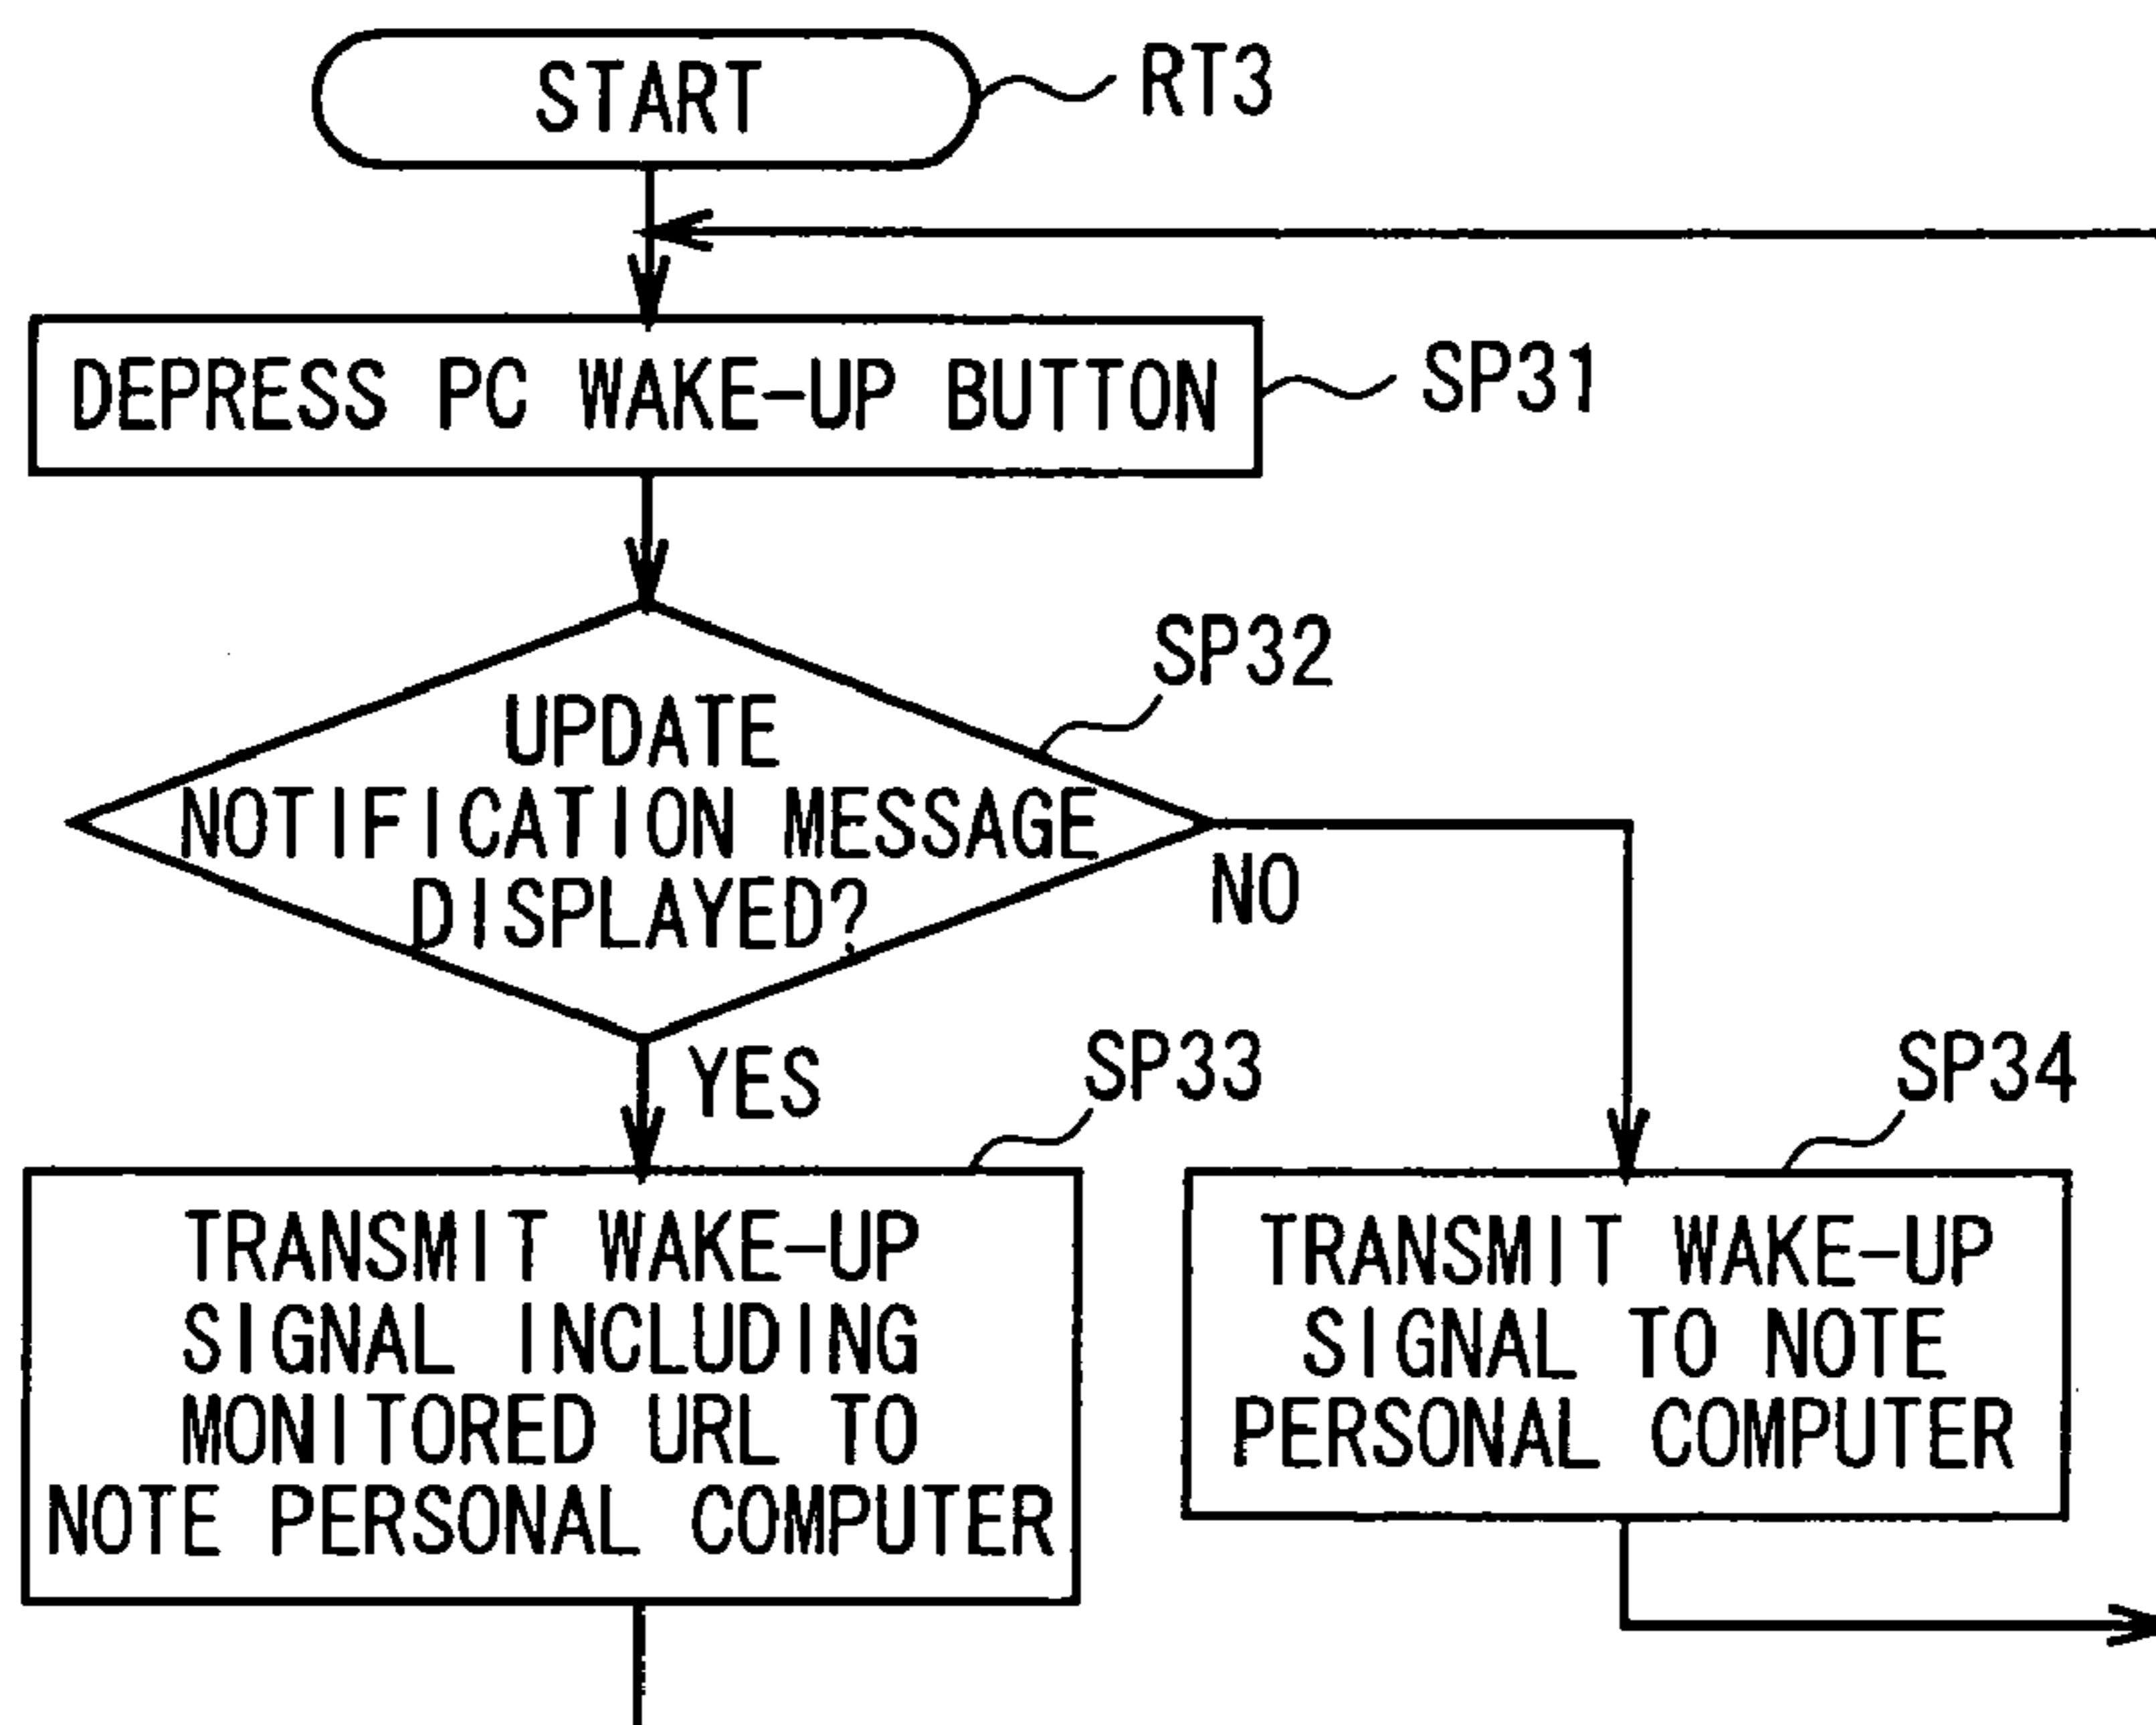 START
RT3
DEPRESS PC WAKE-UP BUTTON
SP31
SP32
UPDATE
NOTIFICATION MESSAGE
DISPLAYED?
NO
YES
SP33
TRANSMIT WAKE-UP
SIGNAL INCLUDING
MONITORED URL TO
NOTE PERSONAL COMPUTER
SP34
TRANSMIT WAKE-UP
SIGNAL TO NOTE
PERSONAL COMPUTER